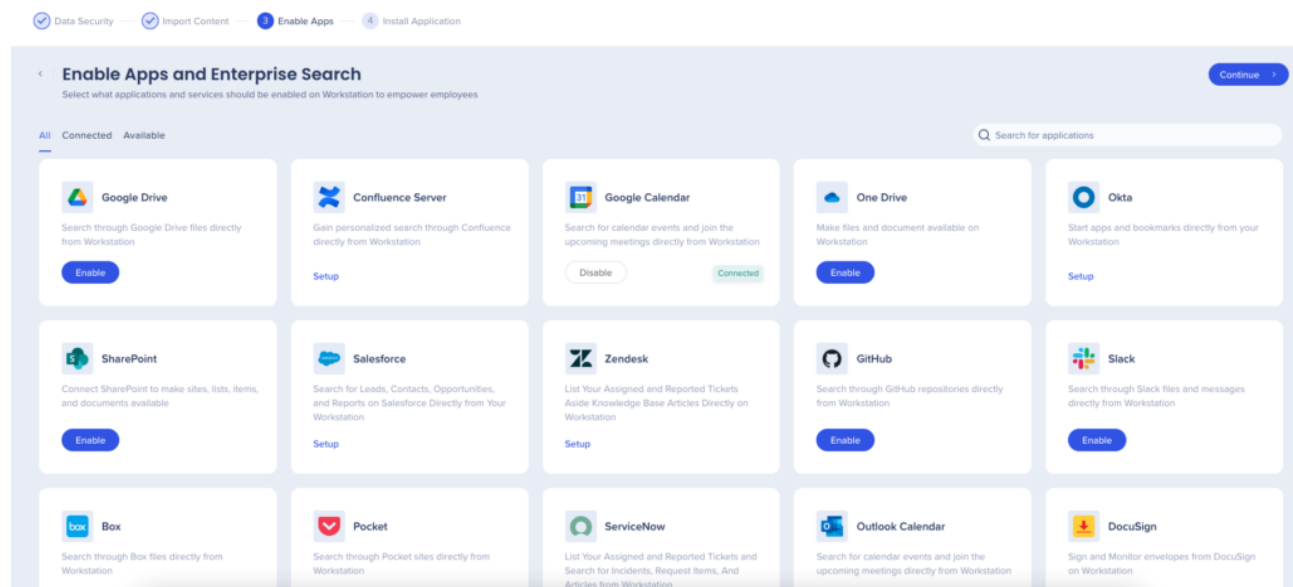 Data Security
Import Content
3 Enable Apps
4 Install Application
Enable Apps and Enterprise Search
Select what applications and services should be enabled on Workstation to empower employees
Continue
All Connected Available
Search for applications
Google Drive
Search through Google Drive files directly
from Workstation
Enable
Confluence Server
Gain personalized search through Confluence
directly from Workstation
Setup
31
Google Calendar
Search for calendar events and join the
upcoming meetings directly from Workstation
Disable
Connected
One Drive
Make files and document available on
Workstation
Enable
Okta
Start apps and bookmarks directly from your
Workstation
Setup
S
SharePoint
Connect SharePoint to make sites, lists, items,
and documents available
Enable
Salesforce
Search for Leads, Contacts, Opportunities,
and Reports on Salesforce Directly from Your
Workstation
Setup
Zendesk
List Your Assigned and Reported Tickets
Aside Knowledge Base Articles Directly on
Workstation
Setup
GitHub
Search through GitHub repositories directly
from Workstation
Enable
Slack
Search through Slack files and messages
directly from Workstation
Enable
box
Box
Search through Box files directly from
Workstation
Pocket
Search through Pocket sites directly from
Workstation
ServiceNow
List Your Assigned and Reported Tickets and
Search for Incidents, Request Items, And
Articles from Workstation
Outlook Calendar
Search for calendar events and join the
upcoming meetings directly from Workstation
DocuSign
Sign and Monitor envelopes from DocuSign
on Workstation